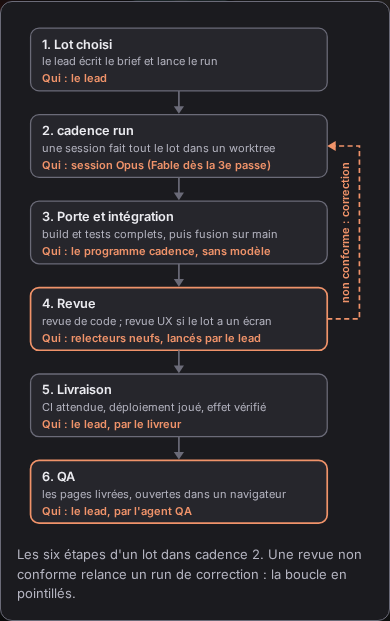 1. Lot choisi
le lead écrit le brief et lance le run
Qui : le lead
2. cadence run
une session fait tout le lot dans un worktree
Qui : session Opus (Fable dès la 3e passe)
3. Porte et intégration
build et tests complets, puis fusion sur main
Qui : le programme cadence, sans modèle
4. Revue
revue de code ; revue UX si le lot a un écran
Qui : relecteurs neufs, lancés par le lead
non conforme : correction
5. Livraison
CI attendue, déploiement joué, effet vérifié
Qui : le lead, par le livreur
6. QA
les pages livrées, ouvertes dans un navigateur
Qui : le lead, par l'agent QA
Les six étapes d'un lot dans cadence 2. Une revue non
conforme relance un run de correction : la boucle en
pointillés.